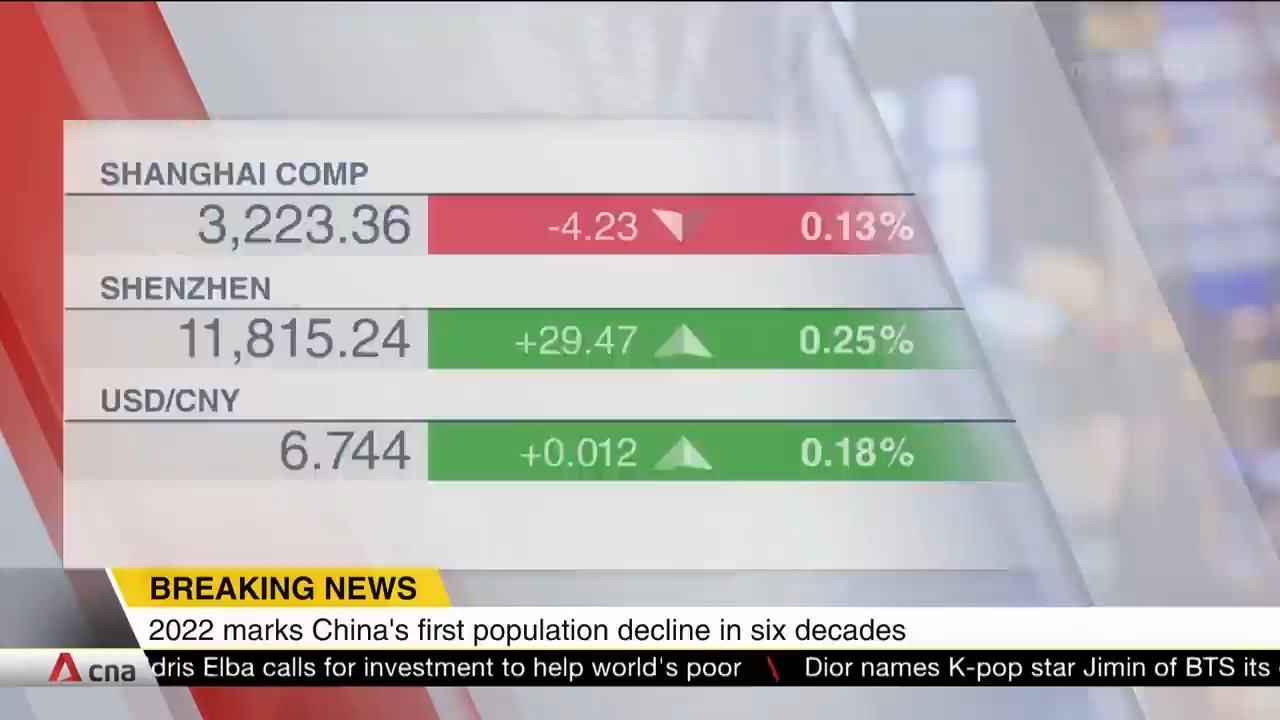 SHANGHAI COMP
3,223.36 -4.23 0.13%
SHENZHEN
11,815.24 +29.47 0.25%
USD/CNY
6.744 +0.012 0.18%
BREAKING NEWS
2022 marks China's first population decline in six decades
cna dris Elba calls for investment to help world's poor \ Dior names K-pop star Jimin of BTS its